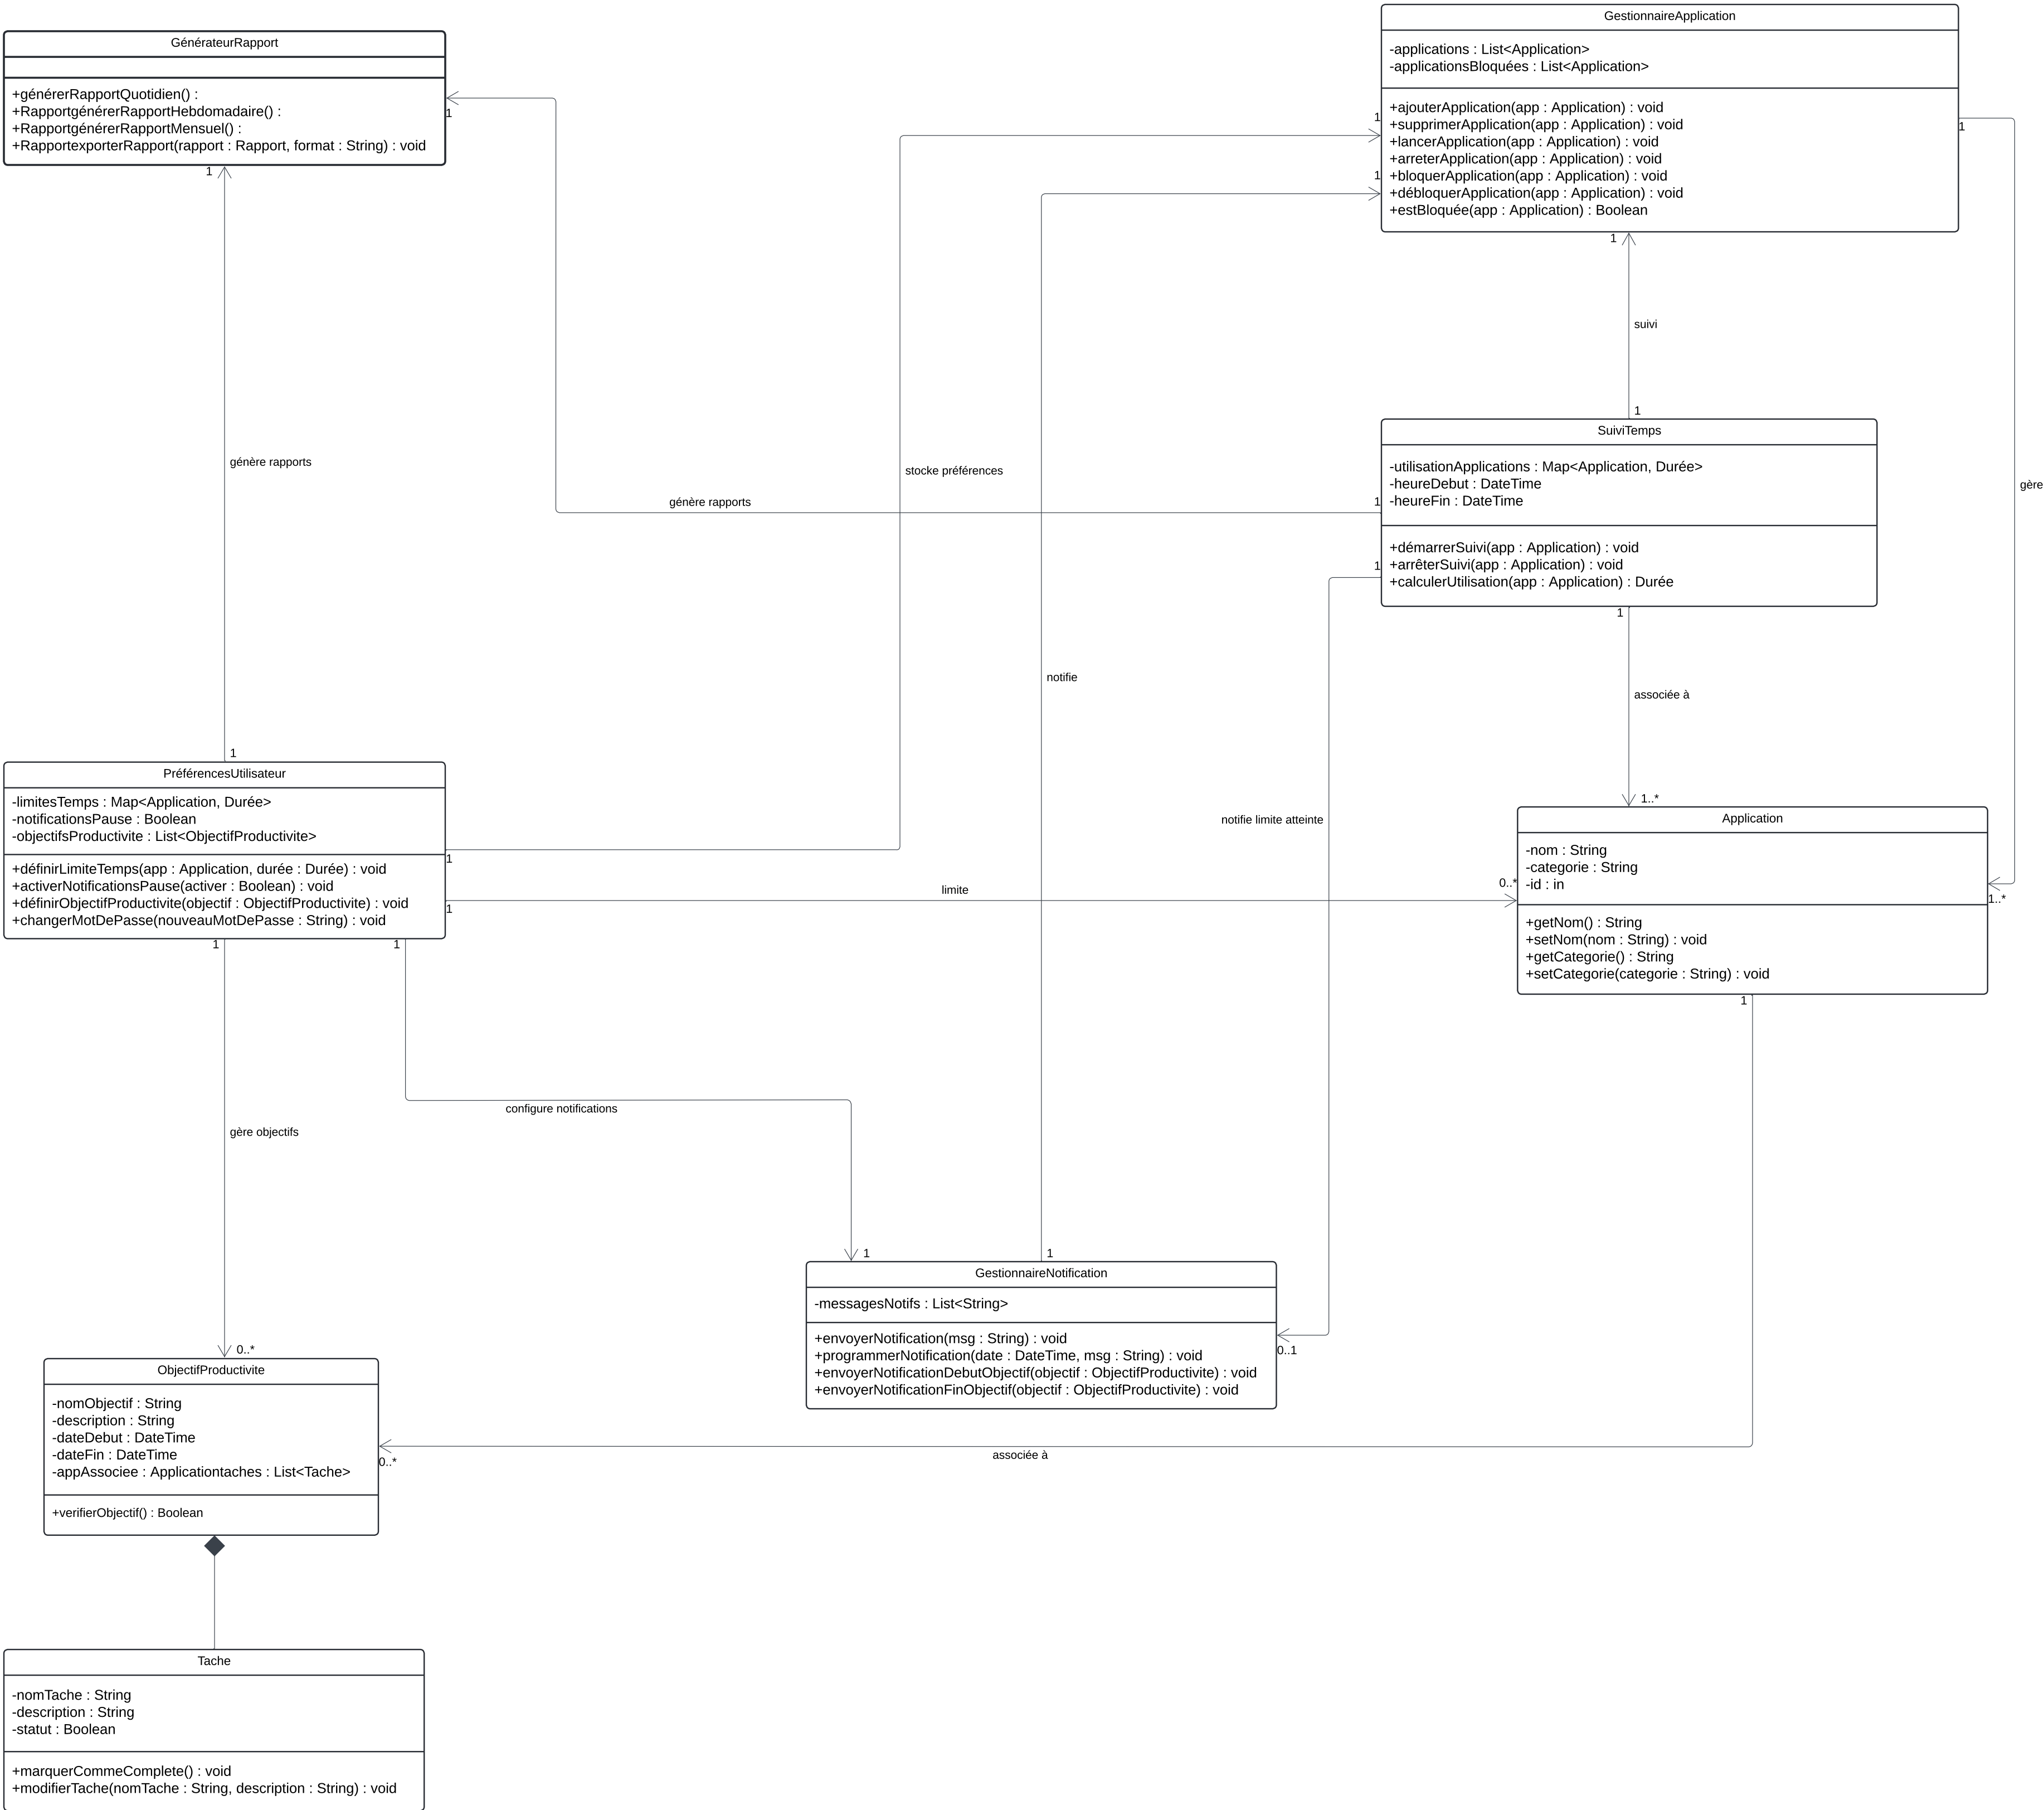 GénérateurRapport
+générerRapportQuotidien() :
+RapportgénérerRapportHebdomadaire() :
+RapportgénérerRapportMensuel() :
+RapportexporterRapport(rapport : Rapport, format : String) : void
1
1
GestionnaireApplication
-applications : List<Application>
-applicationsBloquées : List<Application>
+ajouterApplication(app : Application) : void
+supprimerApplication(app : Application) : void
+lancerApplication(app : Application) : void
+arreterApplication(app : Application) : void
+bloquerApplication(app : Application) : void
+débloquerApplication(app : Application) : void
+estBloquée(app : Application) : Boolean
1
1
1
1
suivi
1
génère rapports
stocke préférences
génère rapports
gère
SuiviTemps
-utilisationApplications : Map<Application, Durée>
-heureDebut : DateTime
-heureFin : DateTime
+démarrerSuivi(app : Application) : void
+arrêterSuivi(app : Application) : void
+calculerUtilisation(app : Application) : Durée
1
1
1
notifie
associée à
notifie limite atteinte
1..*
1
PréférencesUtilisateur
-limitesTemps : Map<Application, Durée>
-notificationsPause : Boolean
-objectifsProductivite : List<ObjectifProductivite>
+définirLimiteTemps(app : Application, durée : Durée) : void
+activerNotificationsPause(activer : Boolean) : void
+définirObjectifProductivite(objectif : ObjectifProductivite) : void
+changerMotDePasse(nouveauMotDePasse : String) : void
1
1
1
1
limite
0..*
Application
-nom : String
-categorie : String
-id : in
+getNom() : String
+setNom(nom : String) : void
+getCategorie() : String
+setCategorie(categorie : String) : void
1..*
1
configure notifications
gère objectifs
1
1
GestionnaireNotification
-messagesNotifs : List<String>
+envoyerNotification(msg : String) : void
+programmerNotification(date : DateTime, msg : String) : void
+envoyerNotificationDebutObjectif(objectif : ObjectifProductivite) : void
+envoyerNotificationFinObjectif(objectif : ObjectifProductivite) : void
0..1
0..*
ObjectifProductivite
-nomObjectif : String
-description : String
-dateDebut : DateTime
-dateFin : DateTime
-appAssociee : Applicationtaches : List<Tache>
+verifierObjectif() : Boolean
0..*
associée à
Tache
-nomTache : String
-description : String
-statut : Boolean
+marquerCommeComplete() : void
+modifierTache(nomTache : String, description : String) : void